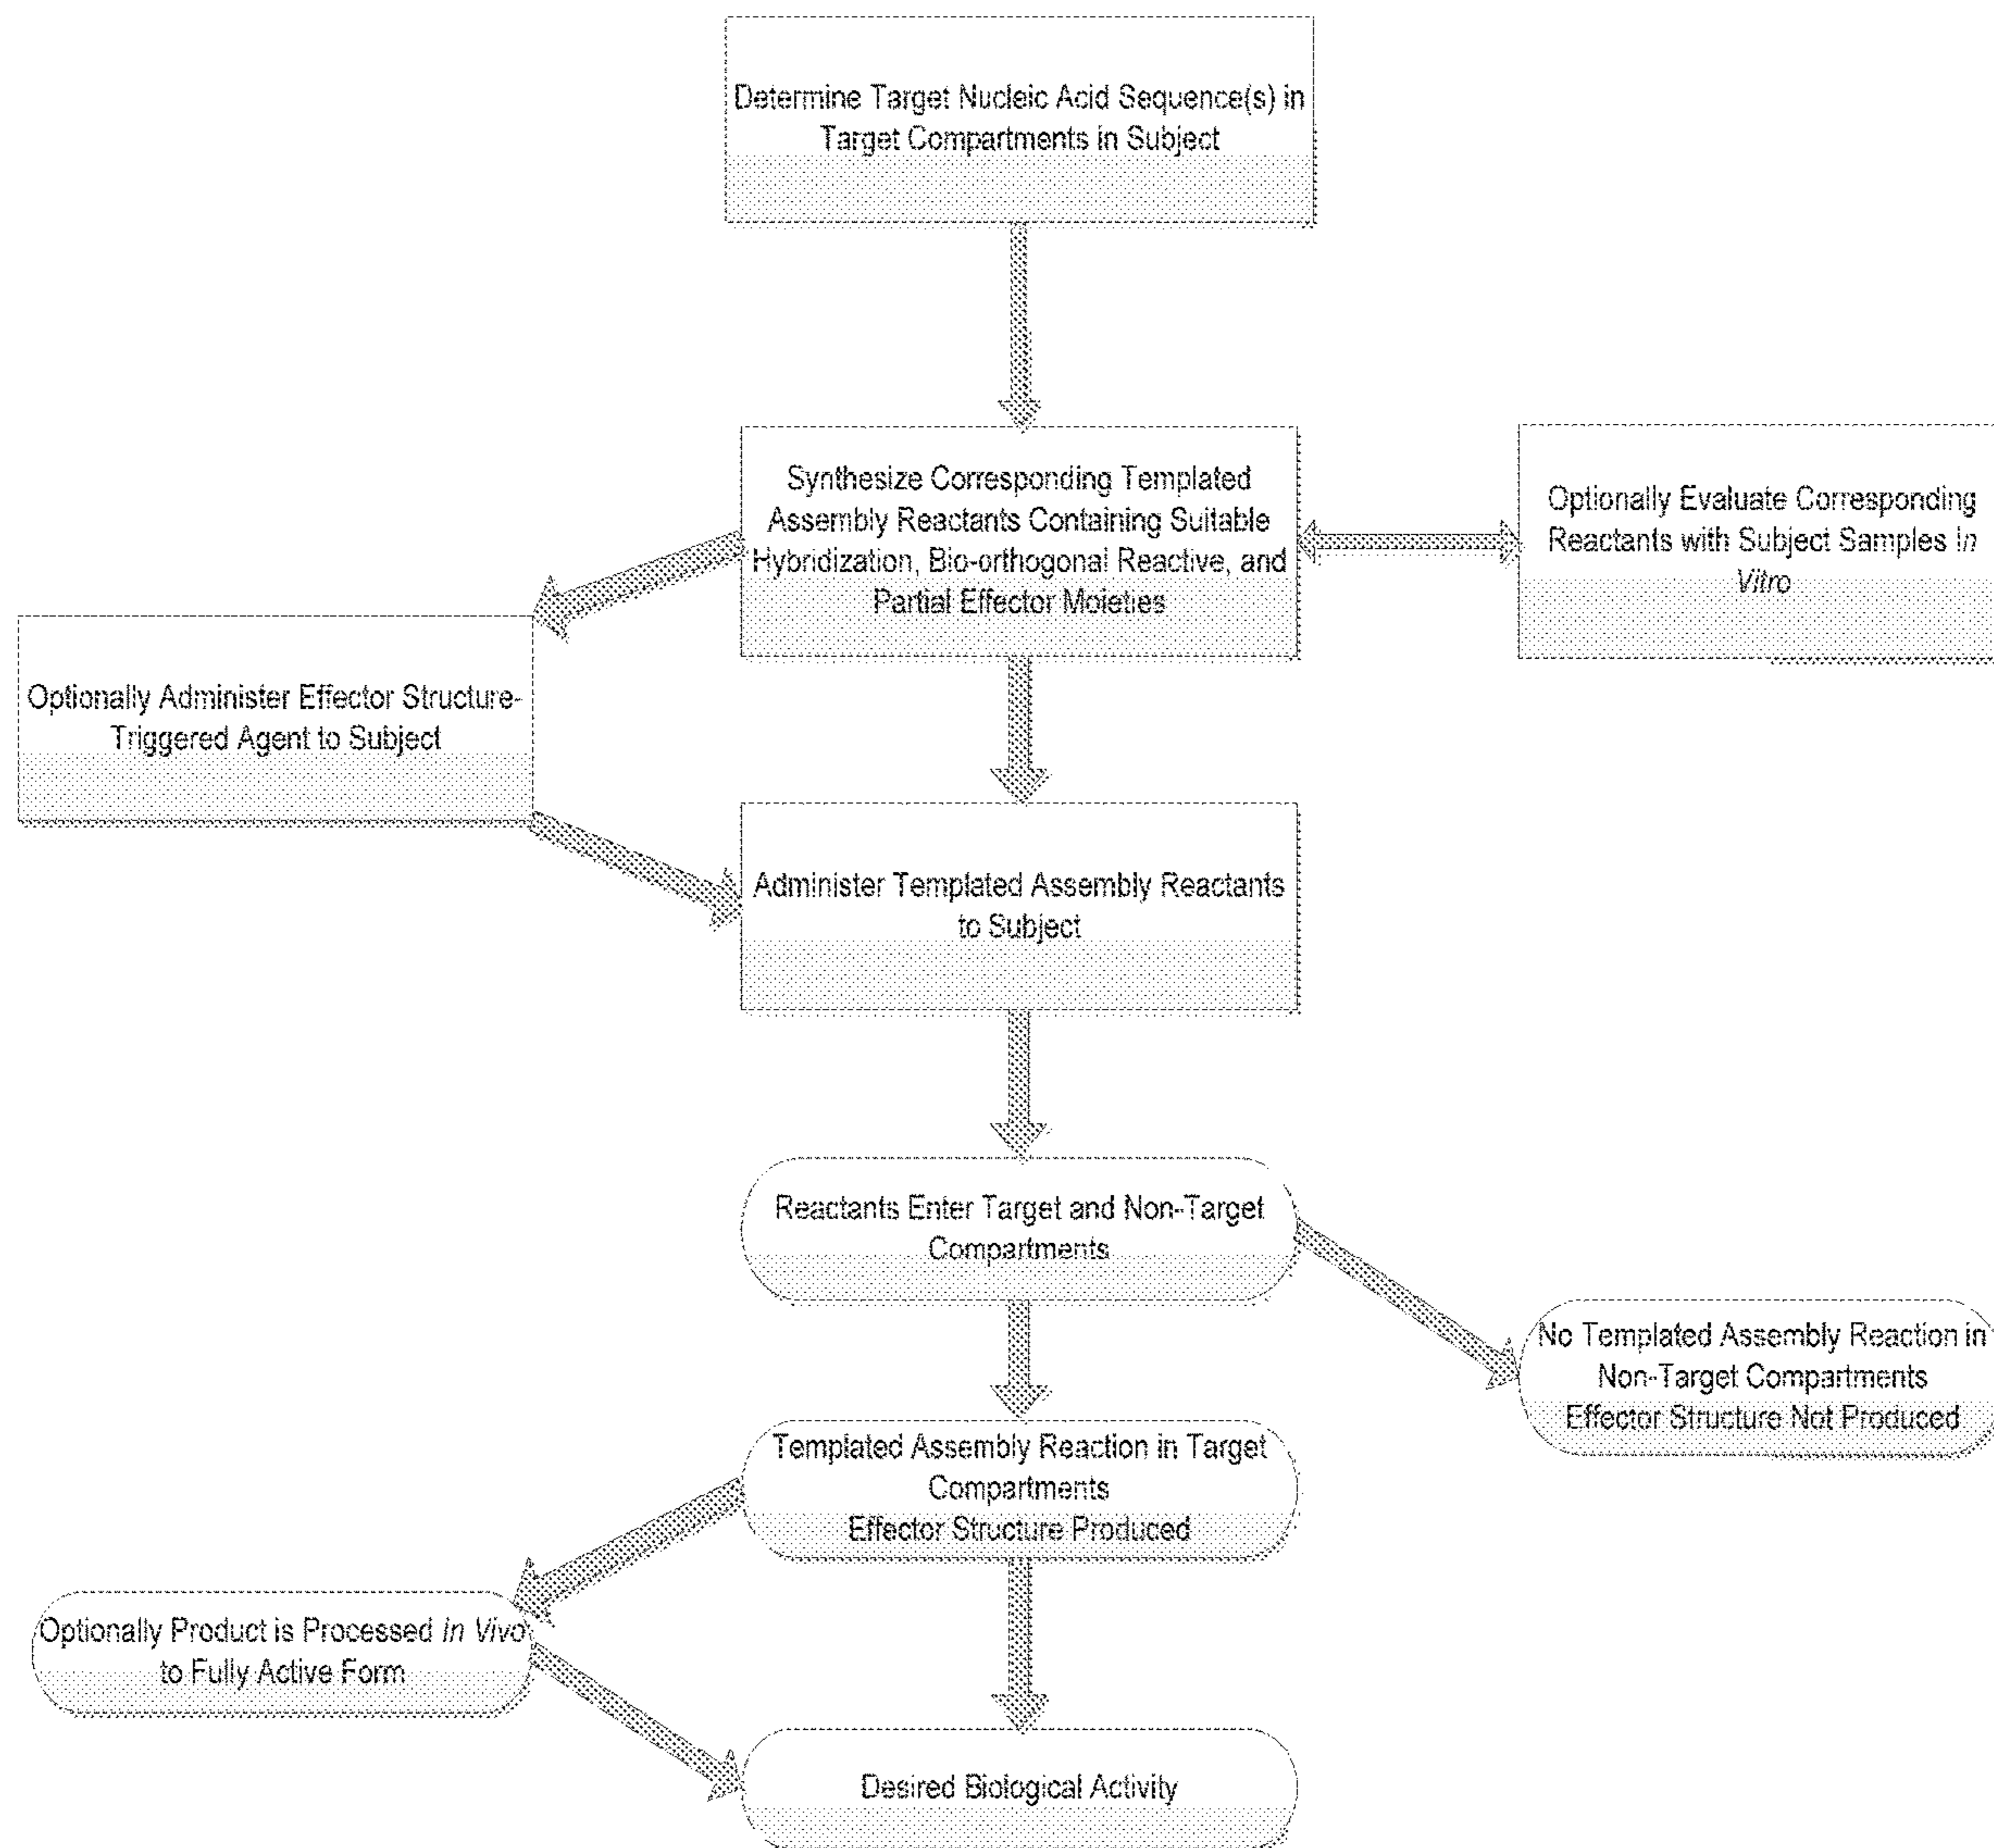 Determine Target Nucleic Acid Sequence(s) in
Target Compartments in Subject
Synthesize Corresponding Templated
Assembly Reactants Containing Suitable
Hybridization, Bio-orthogonal Reactive, and
Partial Effector Moieties
Optionally Evaluate Corresponding
Reactants with Subject Samples In
Vitro
Optionally Administer Effector Structure-
Triggered Agent to Subject
Administer Templated Assembly Reactants
to Subject
Reactants Enter Target and Non-Target
Compartments
No Templated Assembly Reaction in
Non-Target Compartments
Effector Structure Not Produced
Templated Assembly Reaction in Target
Compartments
Effector Structure Produced
Optionally Product is Processed In Vivo
to Fully Active Form
Desired Biological Activity